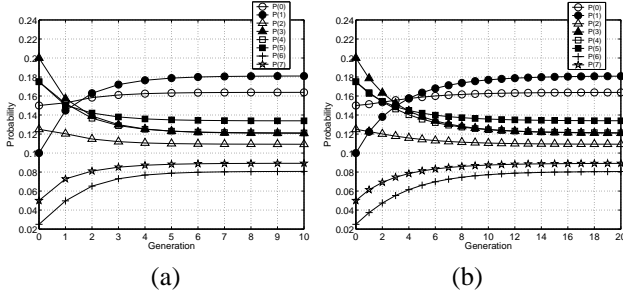 0.24
0.22
0.2
0.18
0.16
0.14
0.12
0.1
0.08
0.06
0.04
0.02
Probability
0 1 2 3 4 5 6 7 8 9 10
Generation
P(0)
P(1)
P(2)
P(3)
P(4)
P(5)
P(6)
P(7)
(a)
0.24
0.22
0.2
0.18
0.16
0.14
0.12
0.1
0.08
0.06
0.04
0.02
Probability
0 2 4 6 8 10 12 14 16 18 20
Generation
P(0)
P(1)
P(2)
P(3)
P(4)
P(5)
P(6)
P(7)
(b)